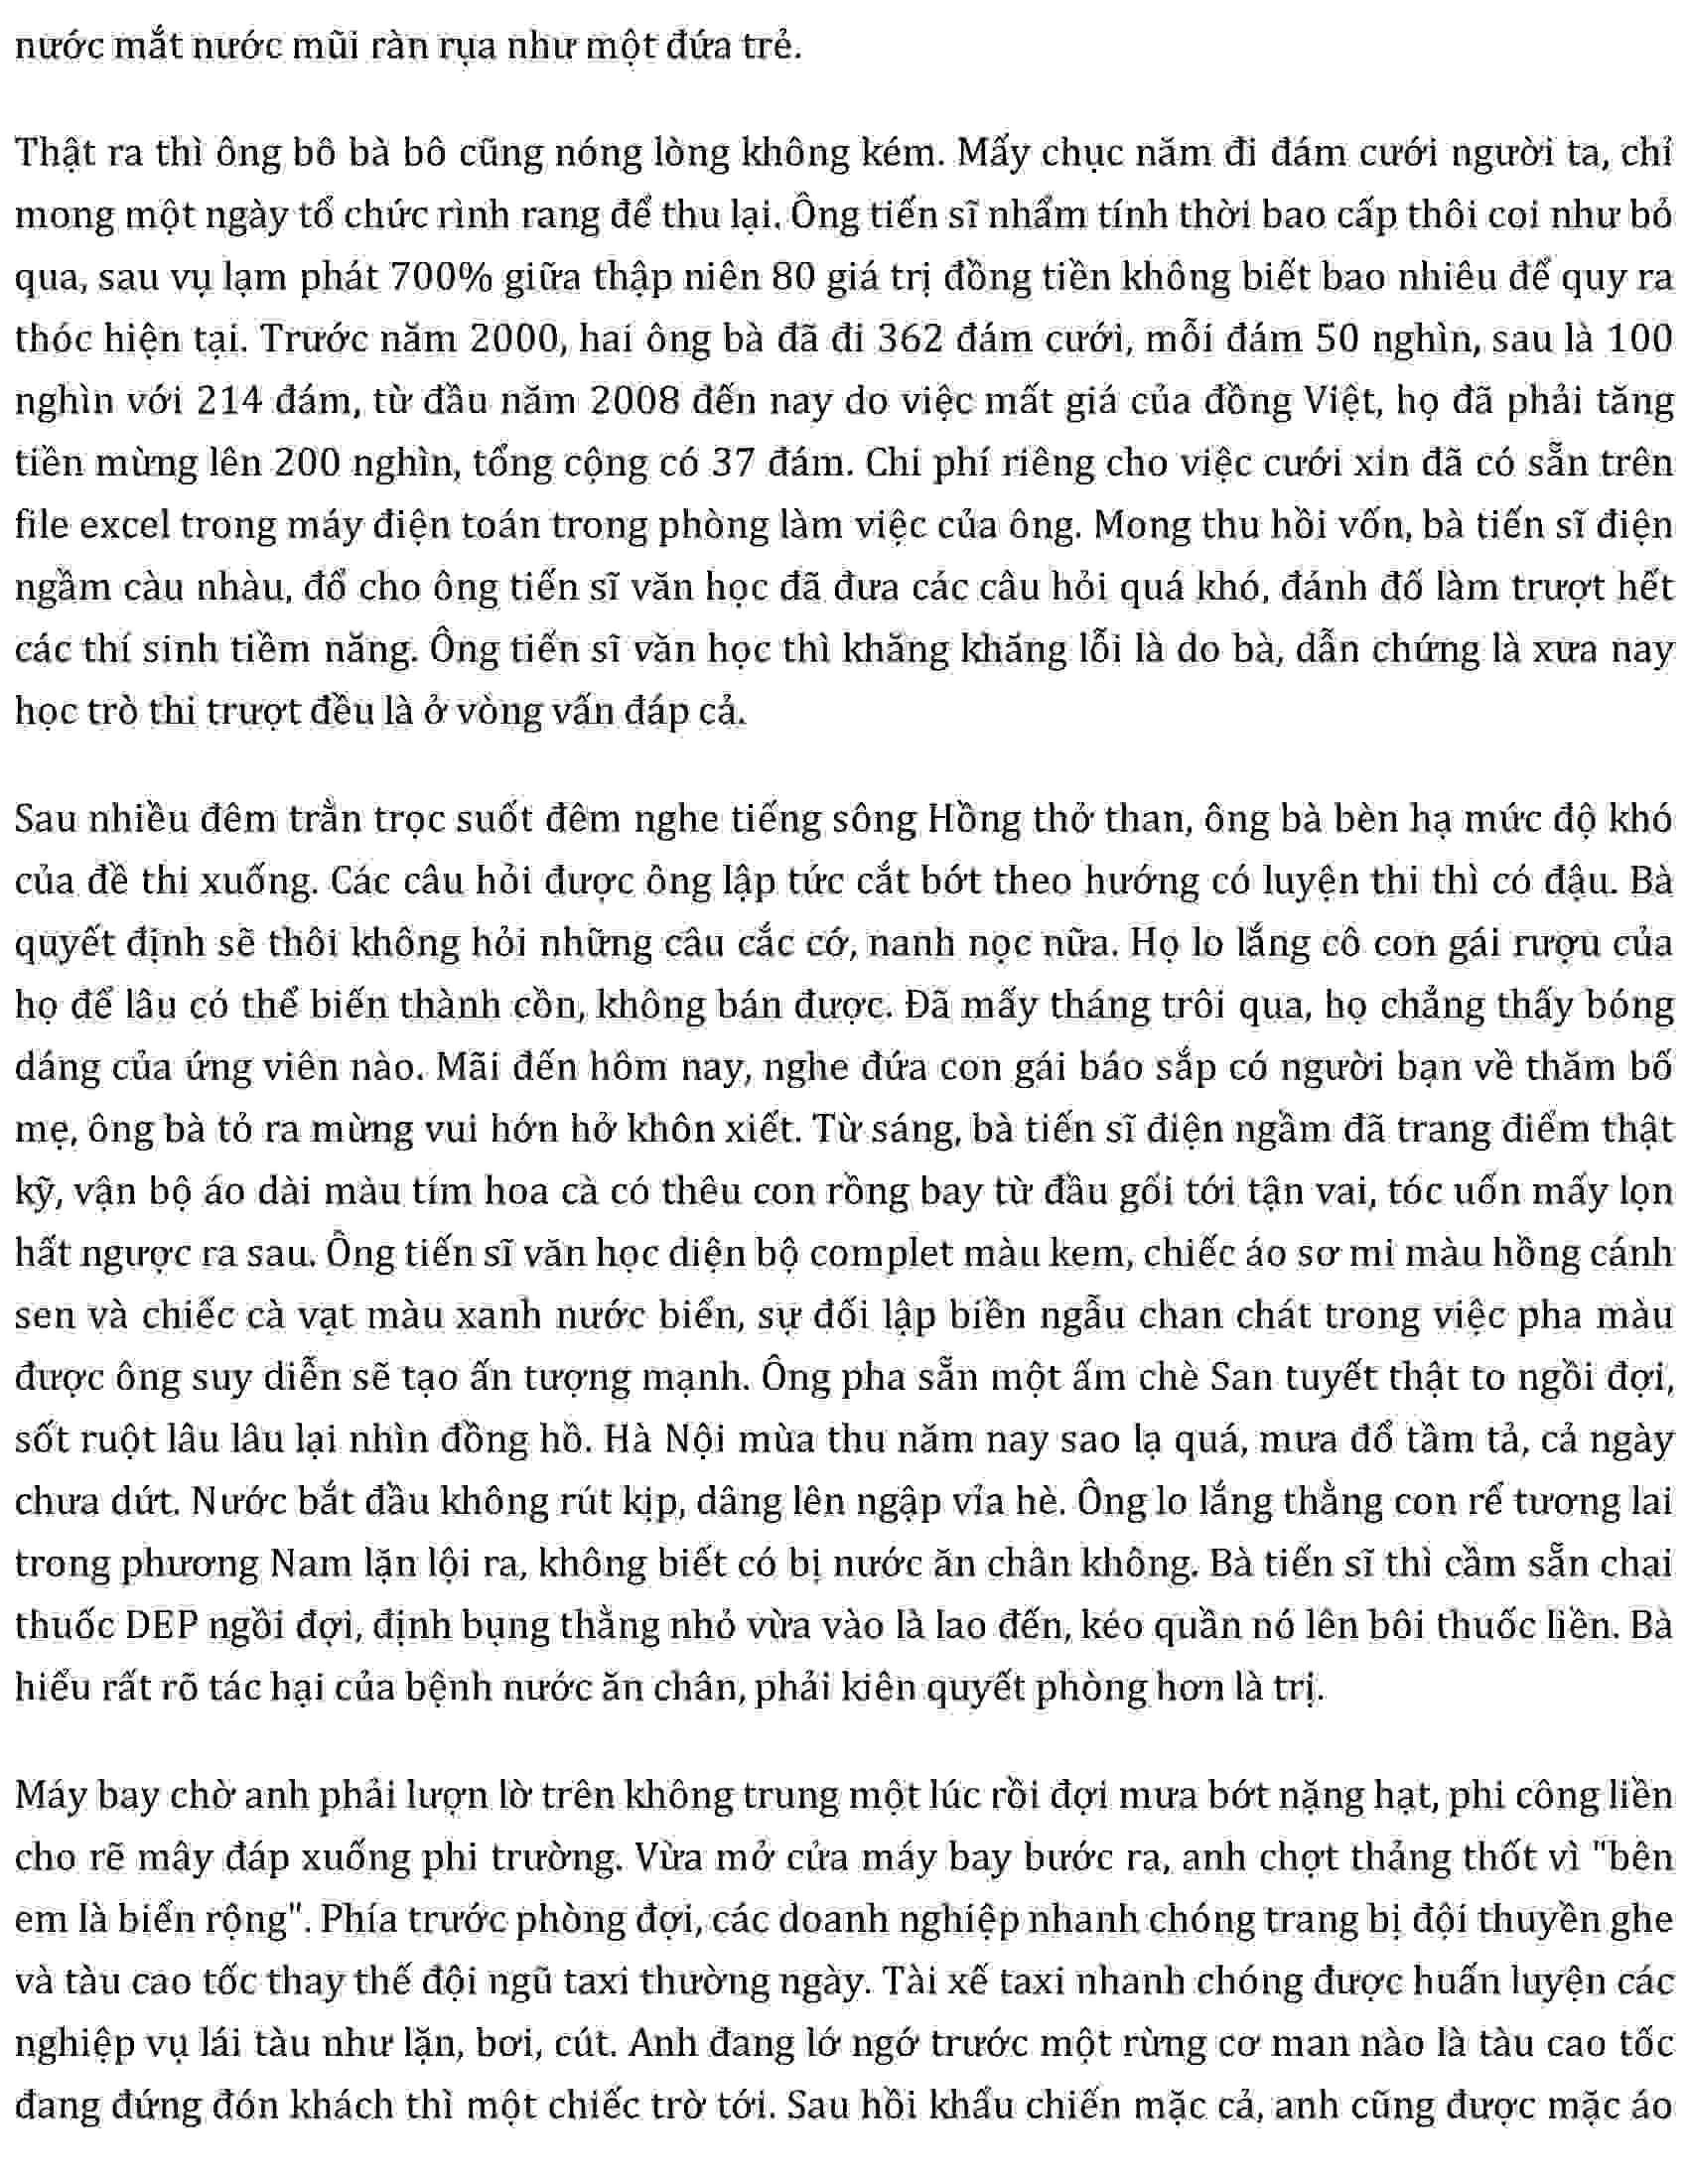 nước mắt nước mũi ràn rụa như một đứa trẻ.
Thật ra thì ông bô bà bô cũng nóng lòng không kém. Mấy chục năm đi đám cưới người ta, chỉ
mong một ngày tổ chức rình rang để thu lại. Ông tiến sĩ nhẩm tính thời bao cấp thôi coi như bỏ
qua, sau vụ lạm phát 700% giữa thập niên 80 giá trị đồng tiền không biết bao nhiêu để quy ra
thóc hiện tại. Trước năm 2000, hai ông bà đã đi 362 đám cưới, mỗi đám 50 nghìn, sau là 100
nghìn với 214 đám, từ đầu năm 2008 đến nay do việc mất giá của đồng Việt, họ đã phải tăng
tiền mừng lên 200 nghìn, tổng cộng có 37 đám. Chi phí riêng cho việc cưới xin đã có sẵn trên
file excel trong máy điện toán trong phòng làm việc của ông. Mong thu hồi vốn, bà tiến sĩ điện
ngầm càu nhàu, đổ cho ông tiến sĩ văn học đã đưa các câu hỏi quá khó, đánh đố làm trượt hết
các thí sinh tiềm năng. Ông tiến sĩ văn học thì khăng khăng lỗi là do bà, dẫn chứng là xưa nay
học trò thi trượt đều là ở vòng vấn đáp cả.
Sau nhiều đêm trằn trọc suốt đêm nghe tiếng sông Hồng thở than, ông bà bèn hạ mức độ khó
của đề thi xuống. Các câu hỏi được ông lập tức cắt bớt theo hướng có luyện thi thì có đậu. Bà
quyết định sẽ thôi không hỏi những câu cắc cớ, nanh nọc nữa. Họ lo lắng cô con gái rượu của
họ để lâu có thể biến thành cồn, không bán được. Đã mấy tháng trôi qua, họ chẳng thấy bóng
dáng của ứng viên nào. Mãi đến hôm nay, nghe đứa con gái báo sắp có người bạn về thăm bố
mẹ, ông bà tỏ ra mừng vui hớn hở khôn xiết. Từ sáng, bà tiến sĩ điện ngầm đã trang điểm thật
kỹ, vận bộ áo dài màu tím hoa cà có thêu con rồng bay từ đầu gối tới tận vai, tóc uốn mấy lọn
hất ngược ra sau. Ông tiến sĩ văn học diện bộ complet màu kem, chiếc áo sơ mi màu hồng cánh
sen và chiếc cà vạt màu xanh nước biển, sự đối lập biền ngẫu chan chát trong việc pha màu
được ông suy diễn sẽ tạo ấn tượng mạnh. Ông pha sẵn một ấm chè San tuyết thật to ngồi đợi,
sốt ruột lâu lâu lại nhìn đồng hồ. Hà Nội mùa thu năm nay sao lạ quá, mưa đổ tầm tả, cả ngày
chưa dứt. Nước bắt đầu không rút kịp, dâng lên ngập vỉa hè. Ông lo lắng thằng con rể tương lai
trong phương Nam lặn lội ra, không biết có bị nước ăn chân không. Bà tiến sĩ thì cầm sẵn chai
thuốc DEP ngồi đợi, định bụng thằng nhỏ vừa vào là lao đến, kéo quần nó lên bôi thuốc liền. Bà
hiểu rất rõ tác hại của bệnh nước ăn chân, phải kiên quyết phòng hơn là trị.
Máy bay chờ anh phải lượn lờ trên không trung một lúc rồi đợi mưa bớt nặng hạt, phi công liền
cho rẽ mây đáp xuống phi trường. Vừa mở cửa máy bay bước ra, anh chợt thảng thốt vì "bên
em là biển rộng". Phía trước phòng đợi, các doanh nghiệp nhanh chóng trang bị đội thuyền ghe
và tàu cao tốc thay thế đội ngũ taxi thường ngày. Tài xế taxi nhanh chóng được huấn luyện các
nghiệp vụ lái tàu như lặn, bơi, cút. Anh đang lớ ngớ trước một rừng cơ man nào là tàu cao tốc
đang đứng đón khách thì một chiếc trờ tới. Sau hồi khẩu chiến mặc cả, anh cũng được mặc áo